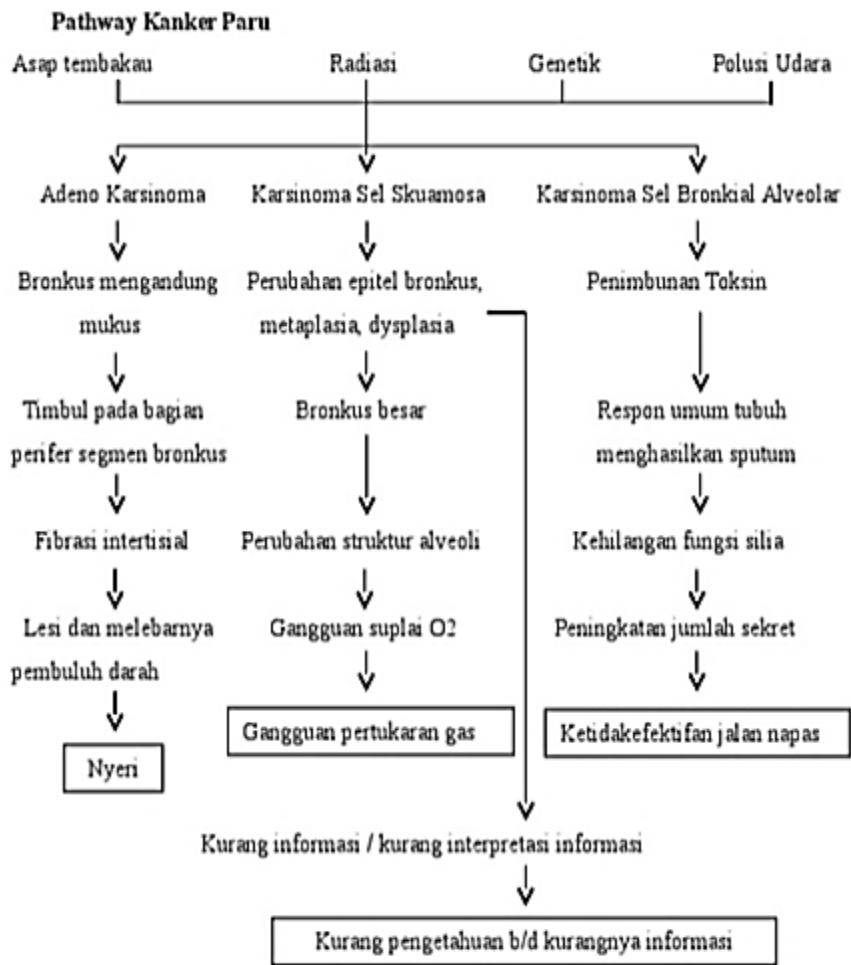 Pathway Kanker Paru
Asap tembakau Radiasi Genetik Polusi Udara
Adeno Karsinoma Karsinoma Sel Skuamosa Karsinoma Sel Bronkial Alveolar
Bronkus mengandung Perubahan epitel bronkus, Penimbunan Toksin
mukus metaplasia, dysplasia
Timbul pada bagian Bronkus besar Respon umum tubuh
perifer segmen bronkus menghasilkan sputum
Fibrasi intertisial Perubahan struktur alveoli Kehilangan fungsi silia
Lesi dan melebarnya Gangguan suplai O2 Peningkatan jumlah sekret
pembuluh darah
Gangguan pertukaran gas Ketidakefektifan jalan napas
Nyeri
Kurang informasi / kurang interpretasi informasi
Kurang pengetahuan b/d kurangnya informasi